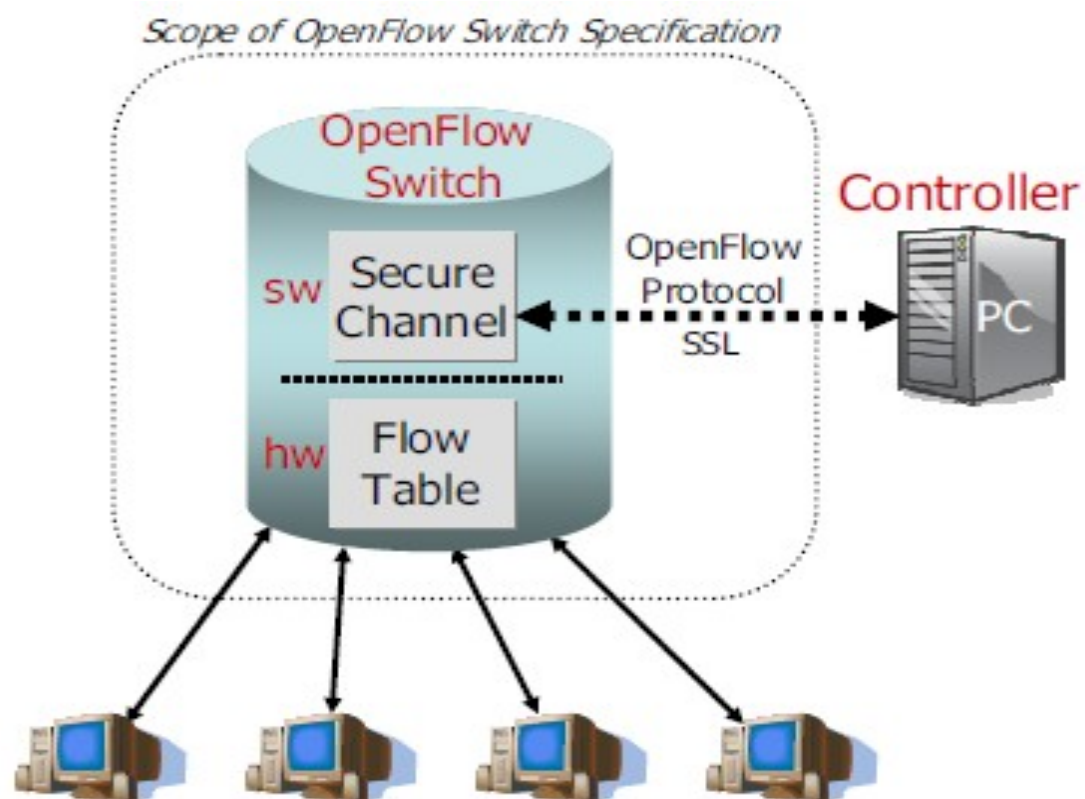 Scope of OpenFlow Switch Specification
OpenFlow
Switch
Controller
sw
Secure
Channel
OpenFlow
Protocol
SSL
PC
hw
Flow
Table